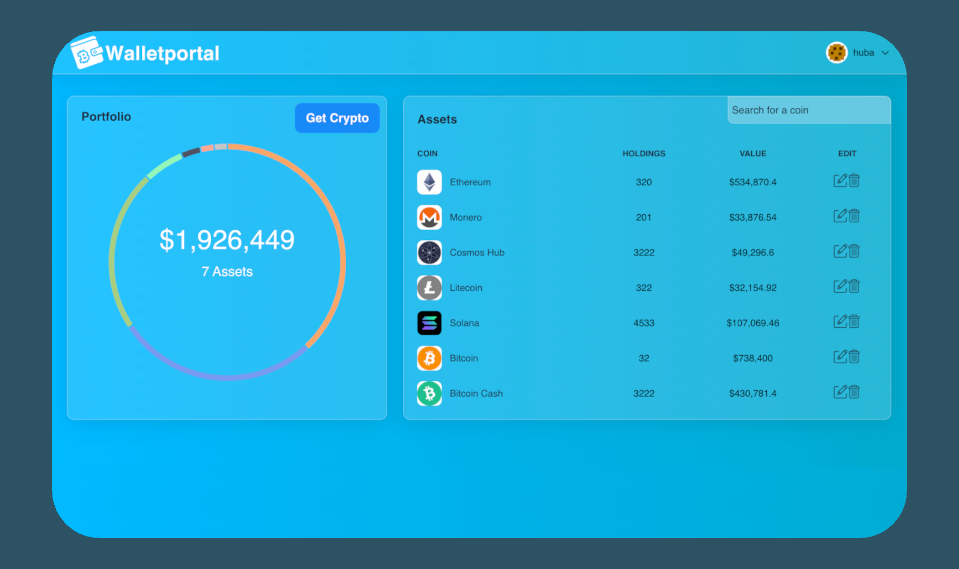 Walletportal
huba
Portfolio
Get Crypto
$1,926,449
7 Assets
Assets
Search for a coin
COIN HOLDINGS VALUE EDIT
Ethereum 320 $534,870.4
Monero 201 $33,876.54
Cosmos Hub 3222 $49,296.6
Litecoin 322 $32,154.92
Solana 4533 $107,069.46
Bitcoin 32 $738,400
Bitcoin Cash 3222 $430,781.4